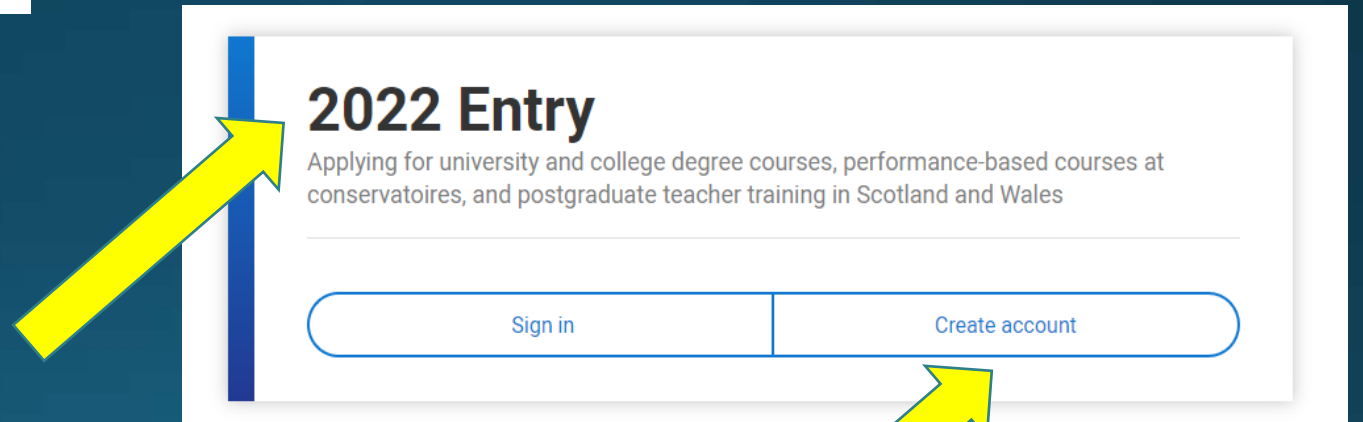 2022 Entry
Applying for university and college degree courses, performance-based courses at
conservatoires, and postgraduate teacher training in Scotland and Wales
Sign in
Create account